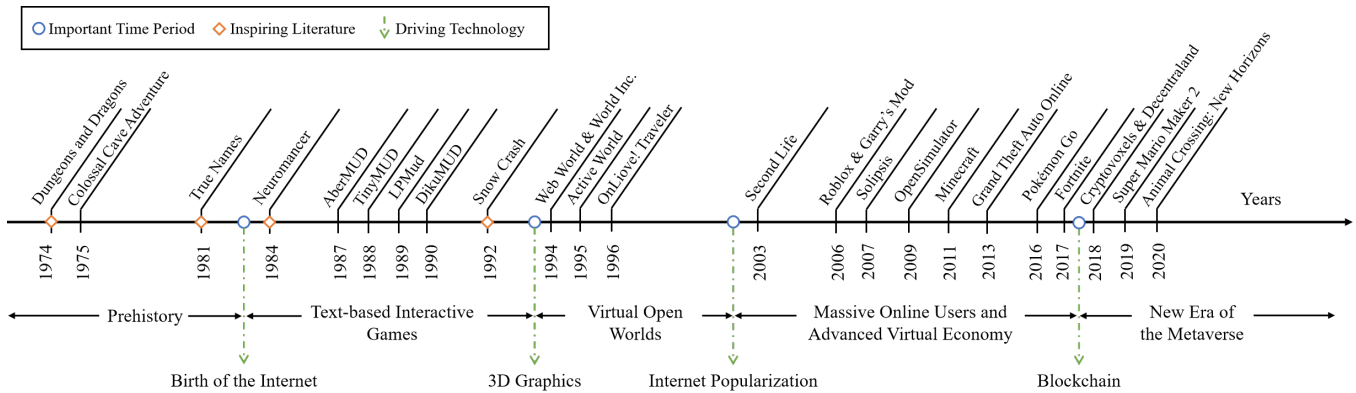 Important Time Period
Inspiring Literature
Driving Technology
Dungeons and Dragons
Colossal Cave Adventure
True Names
Neuromancer
AberMUD
TinyMUD
LPMud
DikuMUD
Snow Crash
Web World & World Inc.
Active World
OnLiove! Traveler
Second Life
Roblox & Garry's Mod
Solipsis
OpenSimulator
Minecraft
Grand Theft Auto Online
Pokémon Go
Fortnite
Cryptovoxels & Decentraland
Super Mario Maker 2
Animal Crossing: New Horizons
Years
1974
1975
1981
1984
1987
1988
1989
1990
1992
1994
1995
1996
2003
2006
2007
2009
2011
2013
2016
2017
2018
2019
2020
Prehistory
Text-based Interactive
Games
Virtual Open
Worlds
Massive Online Users and
Advanced Virtual Economy
New Era of
the Metaverse
Birth of the Internet
3D Graphics
Internet Popularization
Blockchain